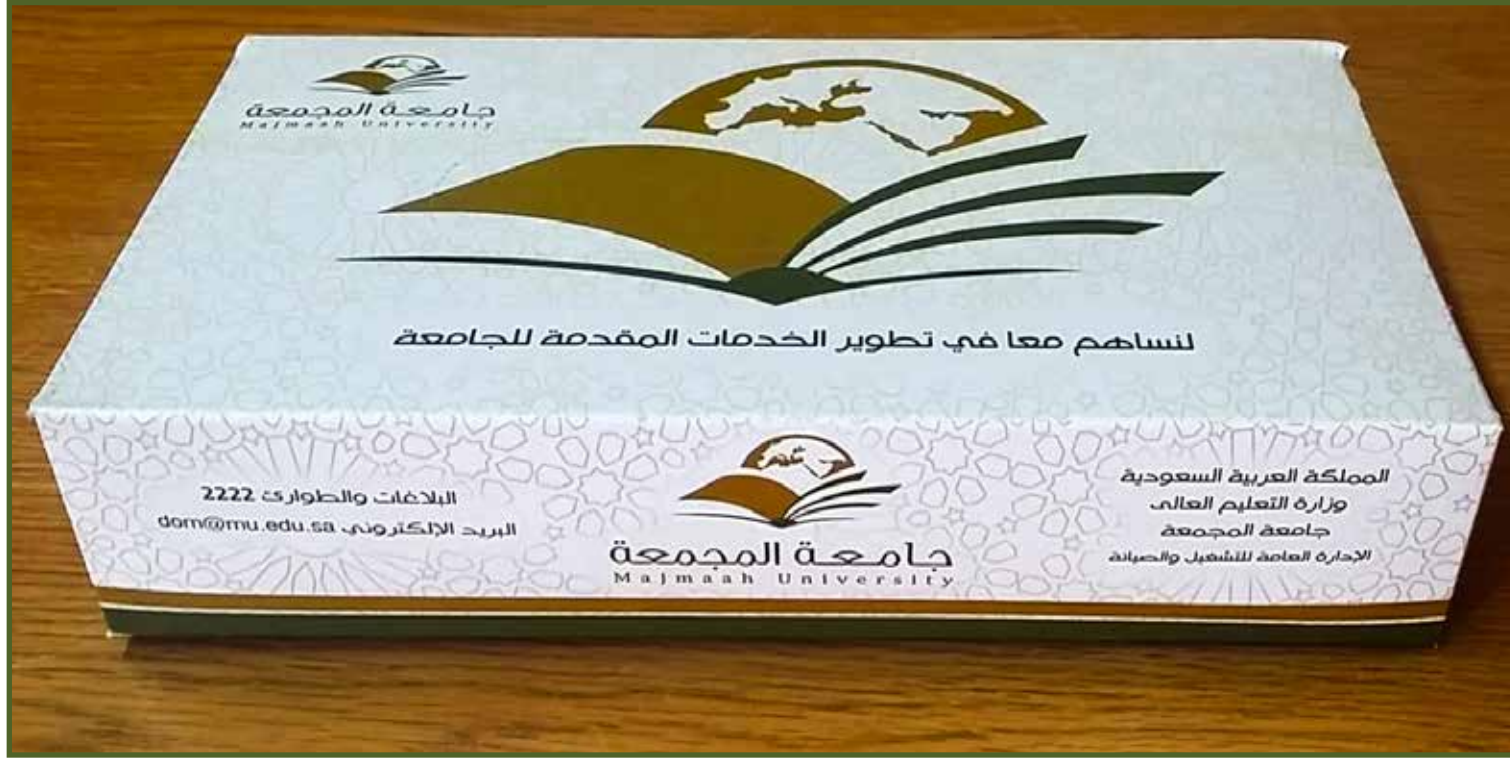 جامعة المجمعة
Majmaah University
لنساهم معا في تطوير الخدمات المقدمة للجامعة
المملكة العربية السعودية
وزارة التعليم العالي
جامعة المجمعة
الإدارة العامة للتشغيل والصيانة
جامعة المجمعة
Majmaah University
البلاغات والطوارئ 2222
البريد الإلكتروني dom@mu.edu.sa